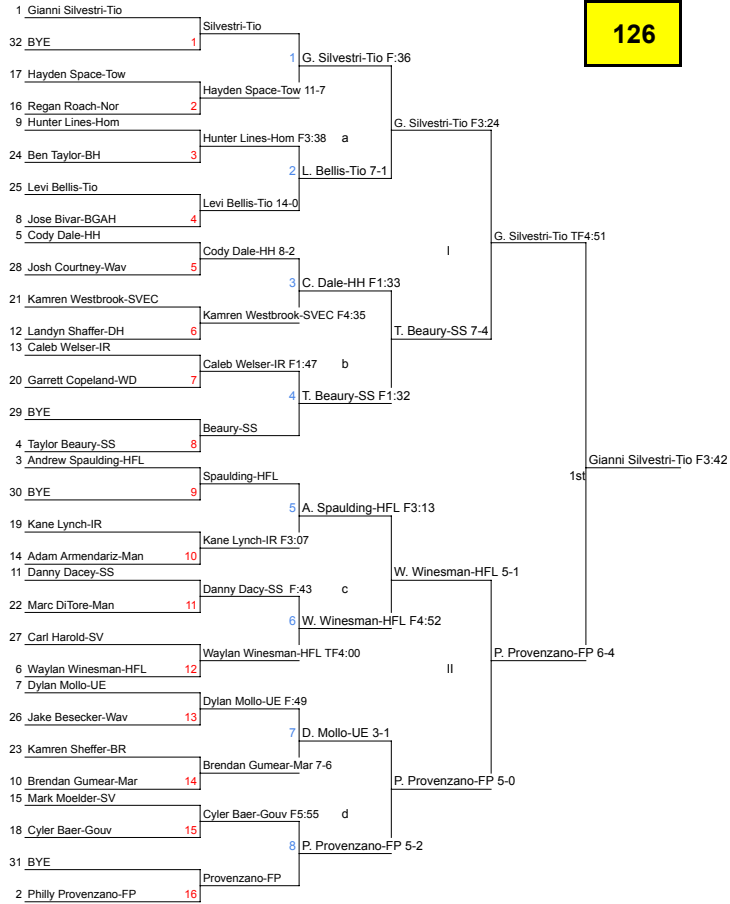 126
1 Gianni Silvestri-Tio
Silvestri-Tio
32 BYE 1
1 G. Silvestri-Tio F:36
17 Hayden Space-Tow
Hayden Space-Tow 11-7
16 Regan Roach-Nor 2
9 Hunter Lines-Hom
G. Silvestri-Tio F3:24
Hunter Lines-Hom F3:38 a
24 Ben Taylor-BH 3
2 L. Bellis-Tio 7-1
25 Levi Bellis-Tio
Levi Bellis-Tio 14-0
8 Jose Bivar-BGAH 4
5 Cody Dale-HH
G. Silvestri-Tio TF4:51
Cody Dale-HH 8-2 I
28 Josh Courtney-Wav 5
3 C. Dale-HH F1:33
21 Kamren Westbrook-SVEC
Kamren Westbrook-SVEC F4:35
12 Landyn Shaffer-DH 6
T. Beaury-SS 7-4
13 Caleb Welser-IR
Caleb Welser-IR F1:47 b
20 Garrett Copeland-WD 7
4 T. Beaury-SS F1:32
29 BYE
Beaury-SS
4 Taylor Beaury-SS 8
3 Andrew Spaulding-HFL
Gianni Silvestri-Tio F3:42
1st
Spaulding-HFL
30 BYE 9
5 A. Spaulding-HFL F3:13
19 Kane Lynch-IR
Kane Lynch-IR F3:07
14 Adam Armendariz-Man 10
11 Danny Dacey-SS
W. Winesman-HFL 5-1
Danny Dacy-SS F:43 c
22 Marc DiTore-Man 11
6 W. Winesman-HFL F4:52
27 Carl Harold-SV
Waylan Winesman-HFL TF4:00
P. Provenzano-FP 6-4
6 Waylan Winesman-HFL 12
II
7 Dylan Mollo-UE
Dylan Mollo-UE F:49
26 Jake Besecker-Wav 13
7 D. Mollo-UE 3-1
23 Kamren Sheffer-BR
Brendan Gumear-Mar 7-6
10 Brendan Gumear-Mar 14
P. Provenzano-FP 5-0
15 Mark Moelder-SV
Cyler Baer-Gouv F5:55 d
18 Cyler Baer-Gouv 15
8 P. Provenzano-FP 5-2
31 BYE
Provenzano-FP
2 Philly Provenzano-FP 16